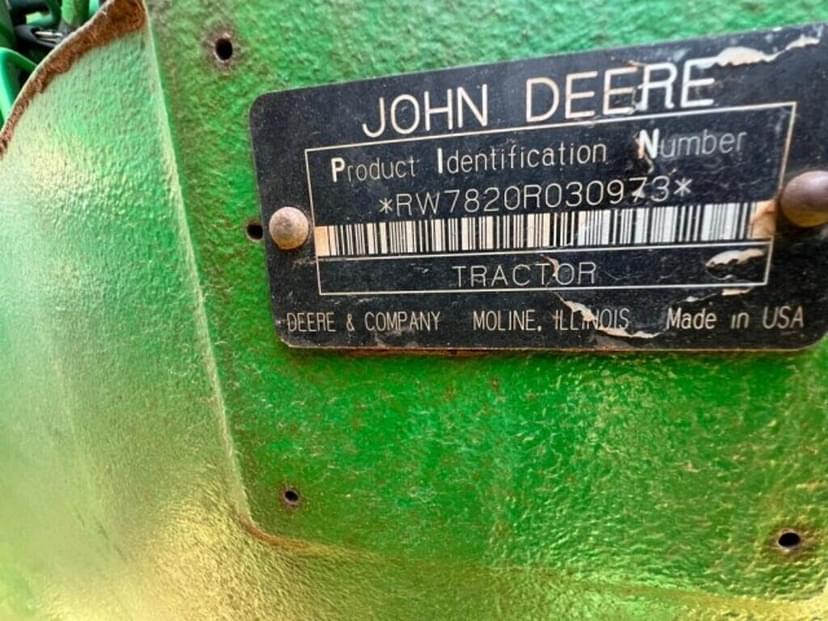 JOHN DEERE
Product Identification Number
*RW7820R030973*
TRACTOR
DEERE & COMPANY MOLINE, ILLINOIS Made in USA